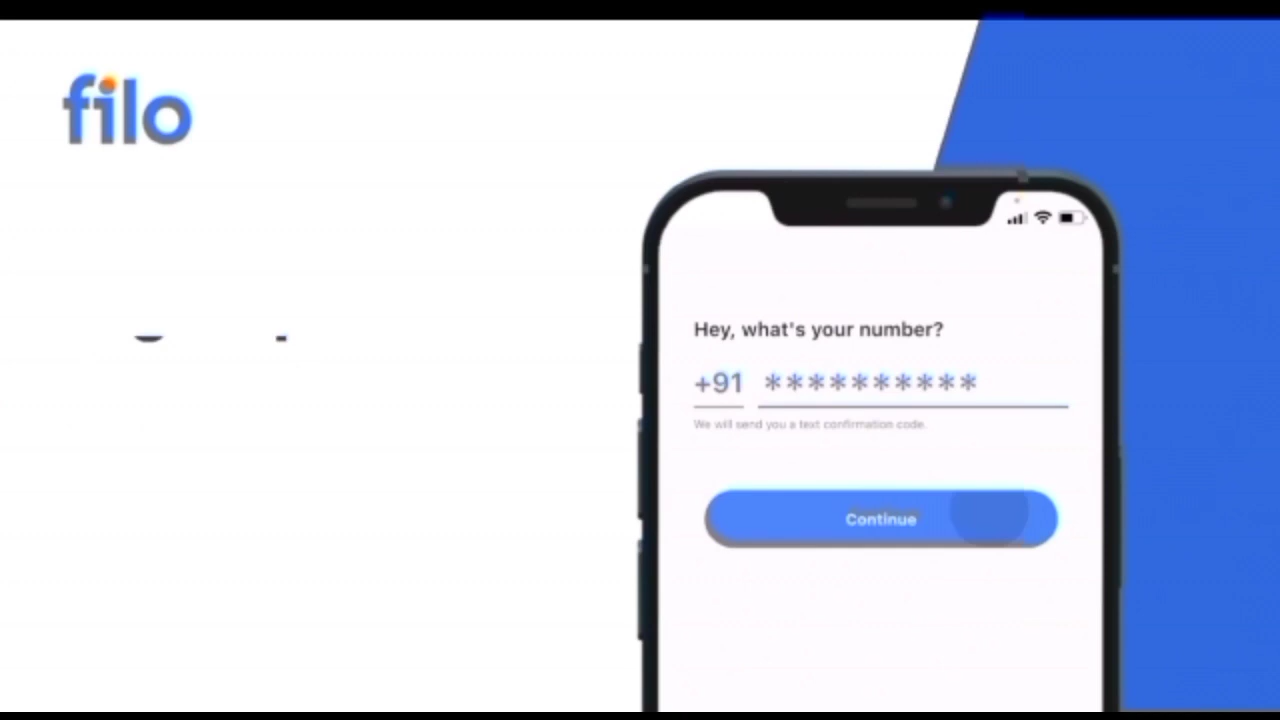 filo
Hey, what's your number?
+91 **********
We will send you a text confirmation code.
Continue